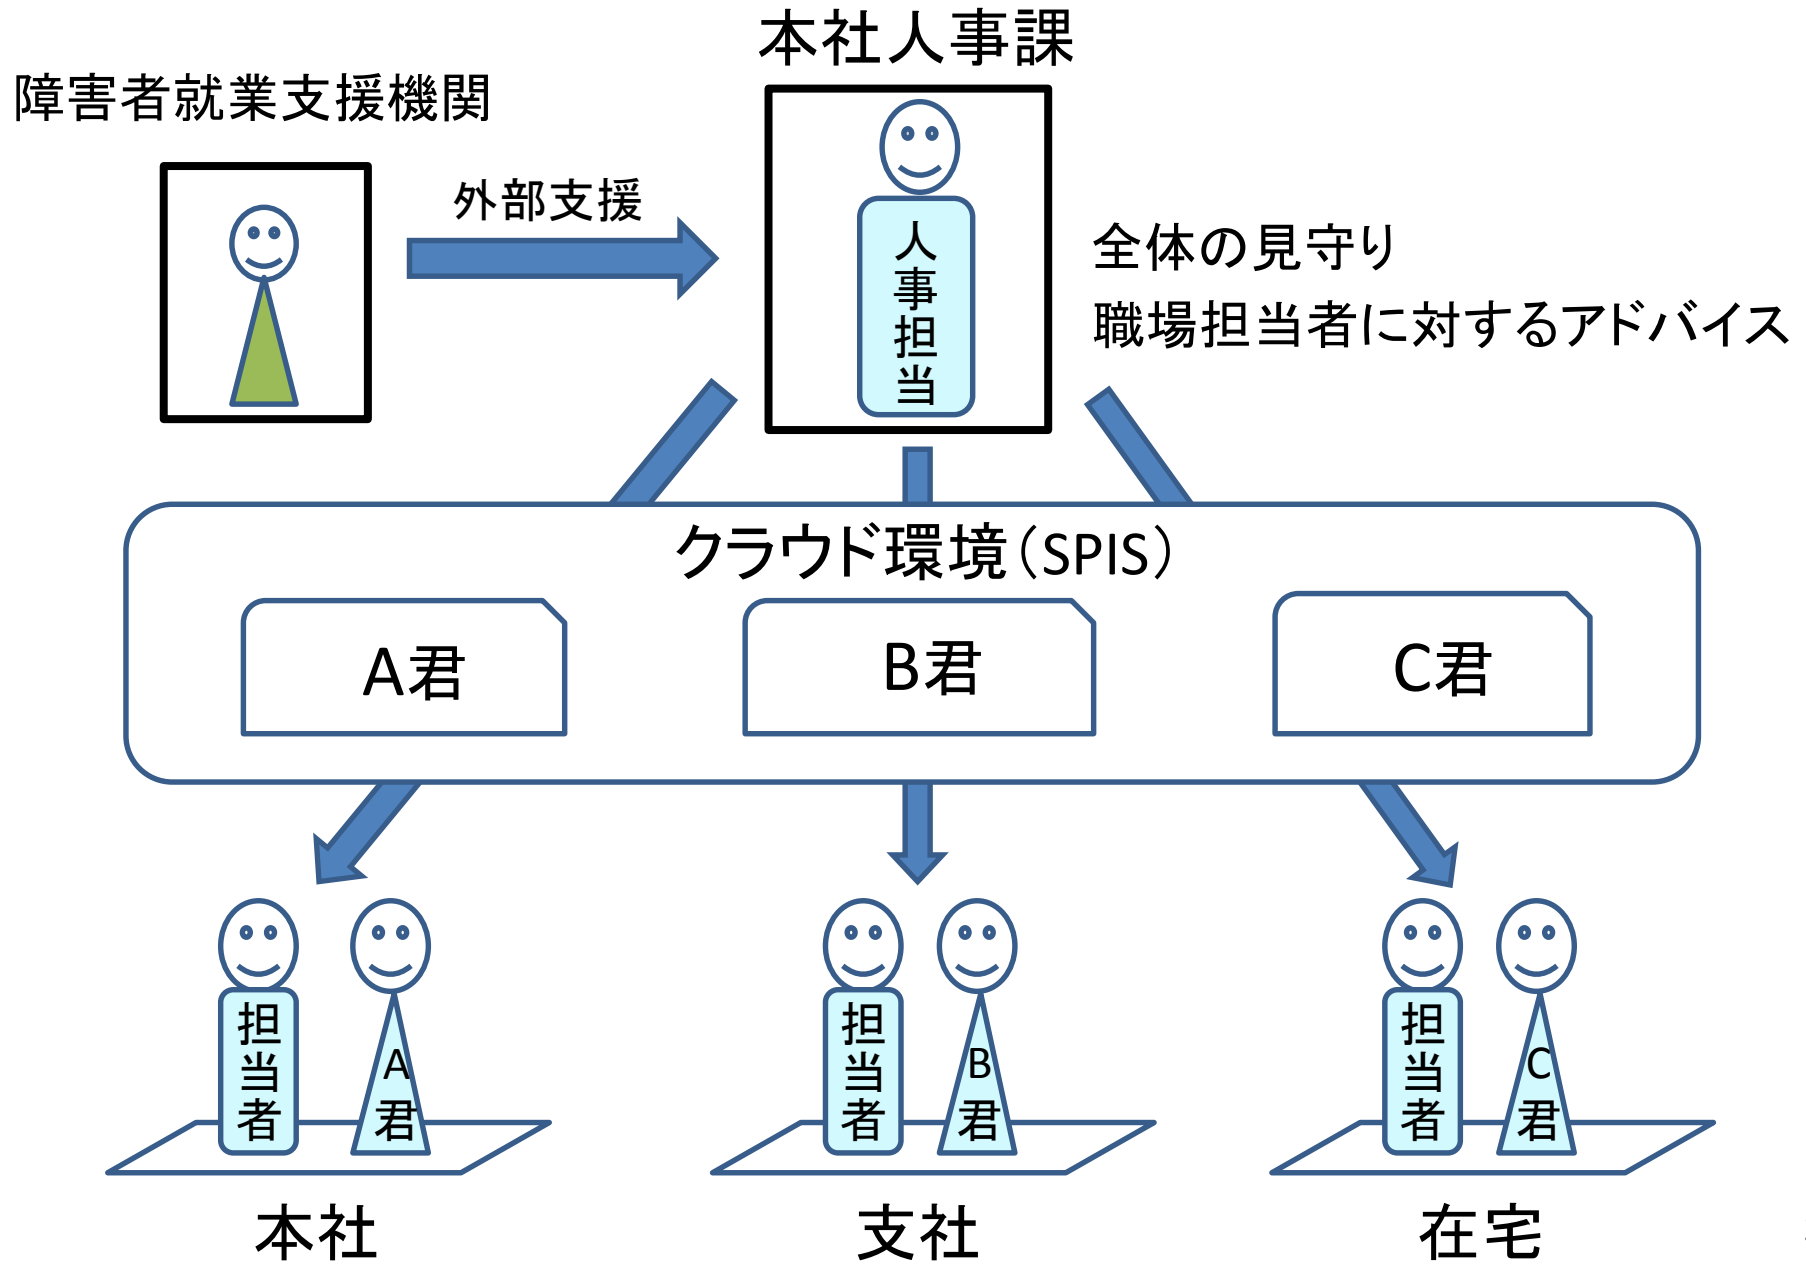 本社人事課
障害者就業支援機関
外部支援
人事担当
全体の見守り
職場担当者に対するアドバイス
クラウド環境（SPIS）
A君
B君
C君
担当者
A君
担当者
B君
担当者
C君
本社
支社
在宅